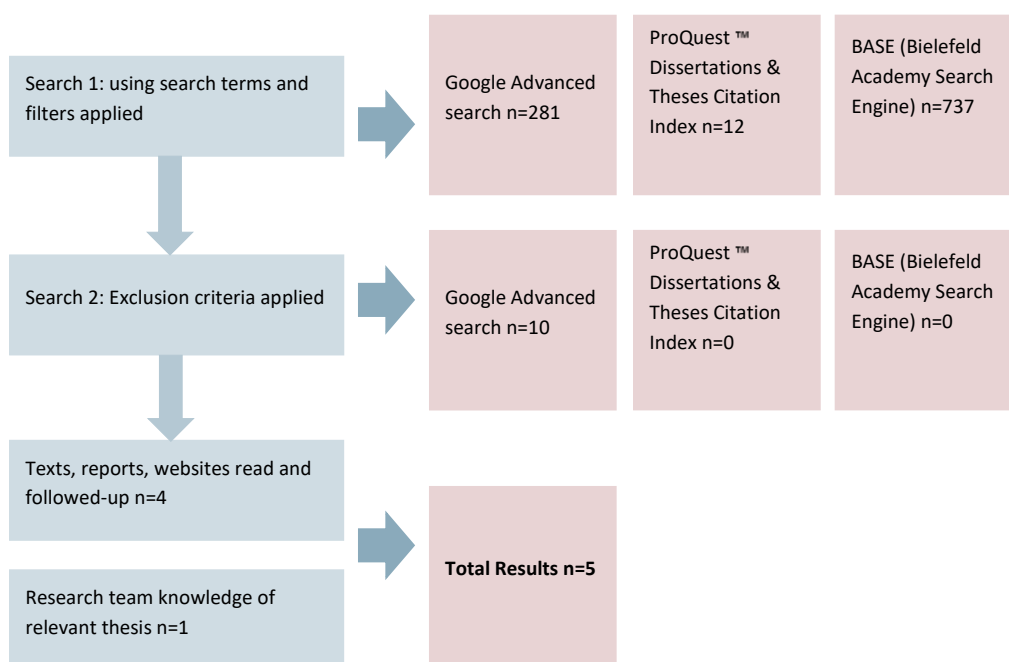 Search 1: using search terms and
filters applied
Google Advanced
search n=281
ProQuest ™
Dissertations &
Theses Citation
Index n=12
BASE (Bielefeld
Academy Search
Engine) n=737
Search 2: Exclusion criteria applied
Google Advanced
search n=10
ProQuest ™
Dissertations &
Theses Citation
Index n=0
BASE (Bielefeld
Academy Search
Engine) n=0
Texts, reports, websites read and
followed-up n=4
Research team knowledge of
relevant thesis n=1
Total Results n=5